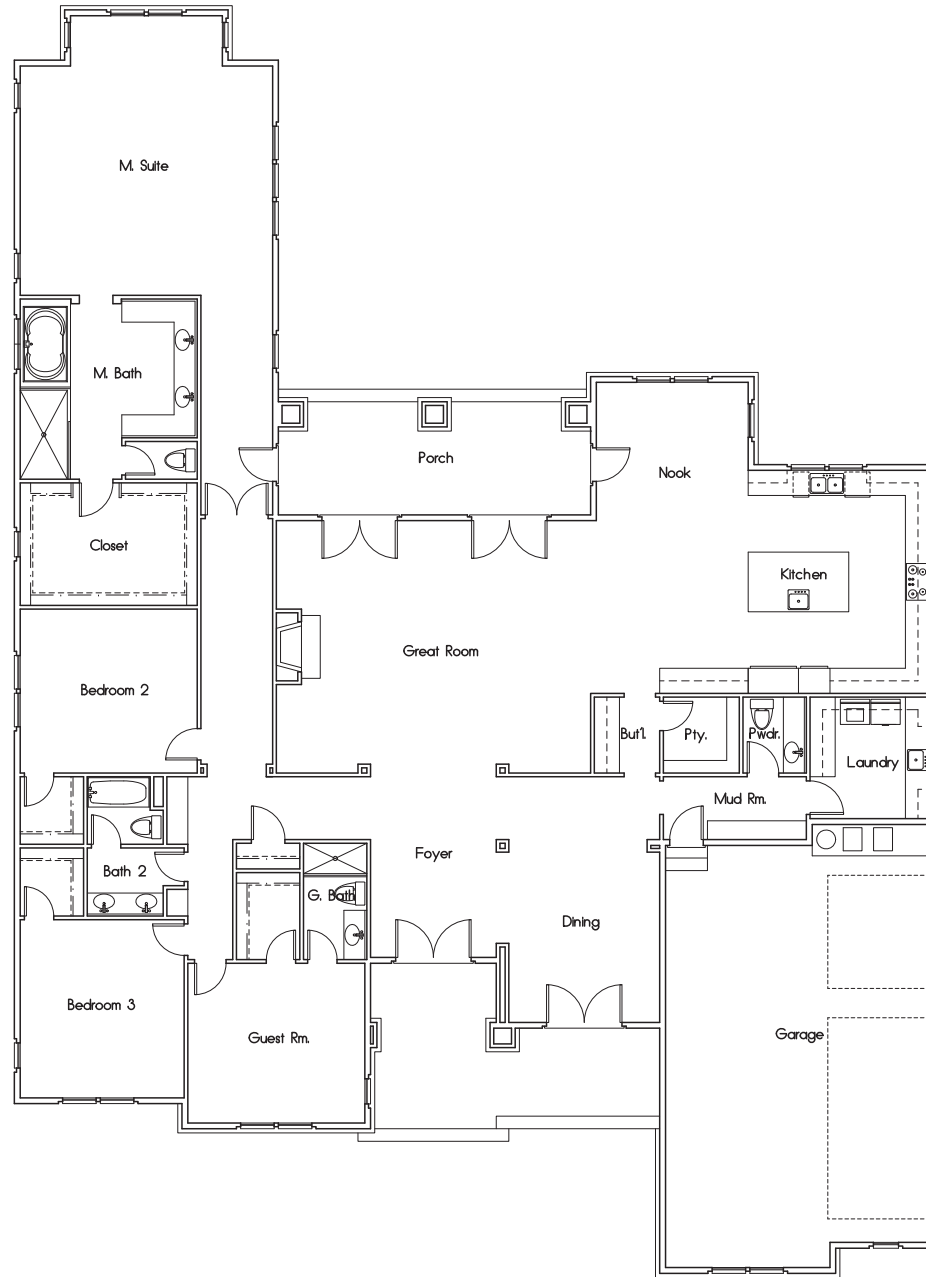 M. Suite
M. Bath
Porch
Nook
Closet
Kitchen
Great Room
Bedroom 2
But'l.
Pty.
Pwdr.
Laundry
Mud Rm.
Foyer
Bath 2
G. Bath
Dining
Bedroom 3
Guest Rm.
Garage